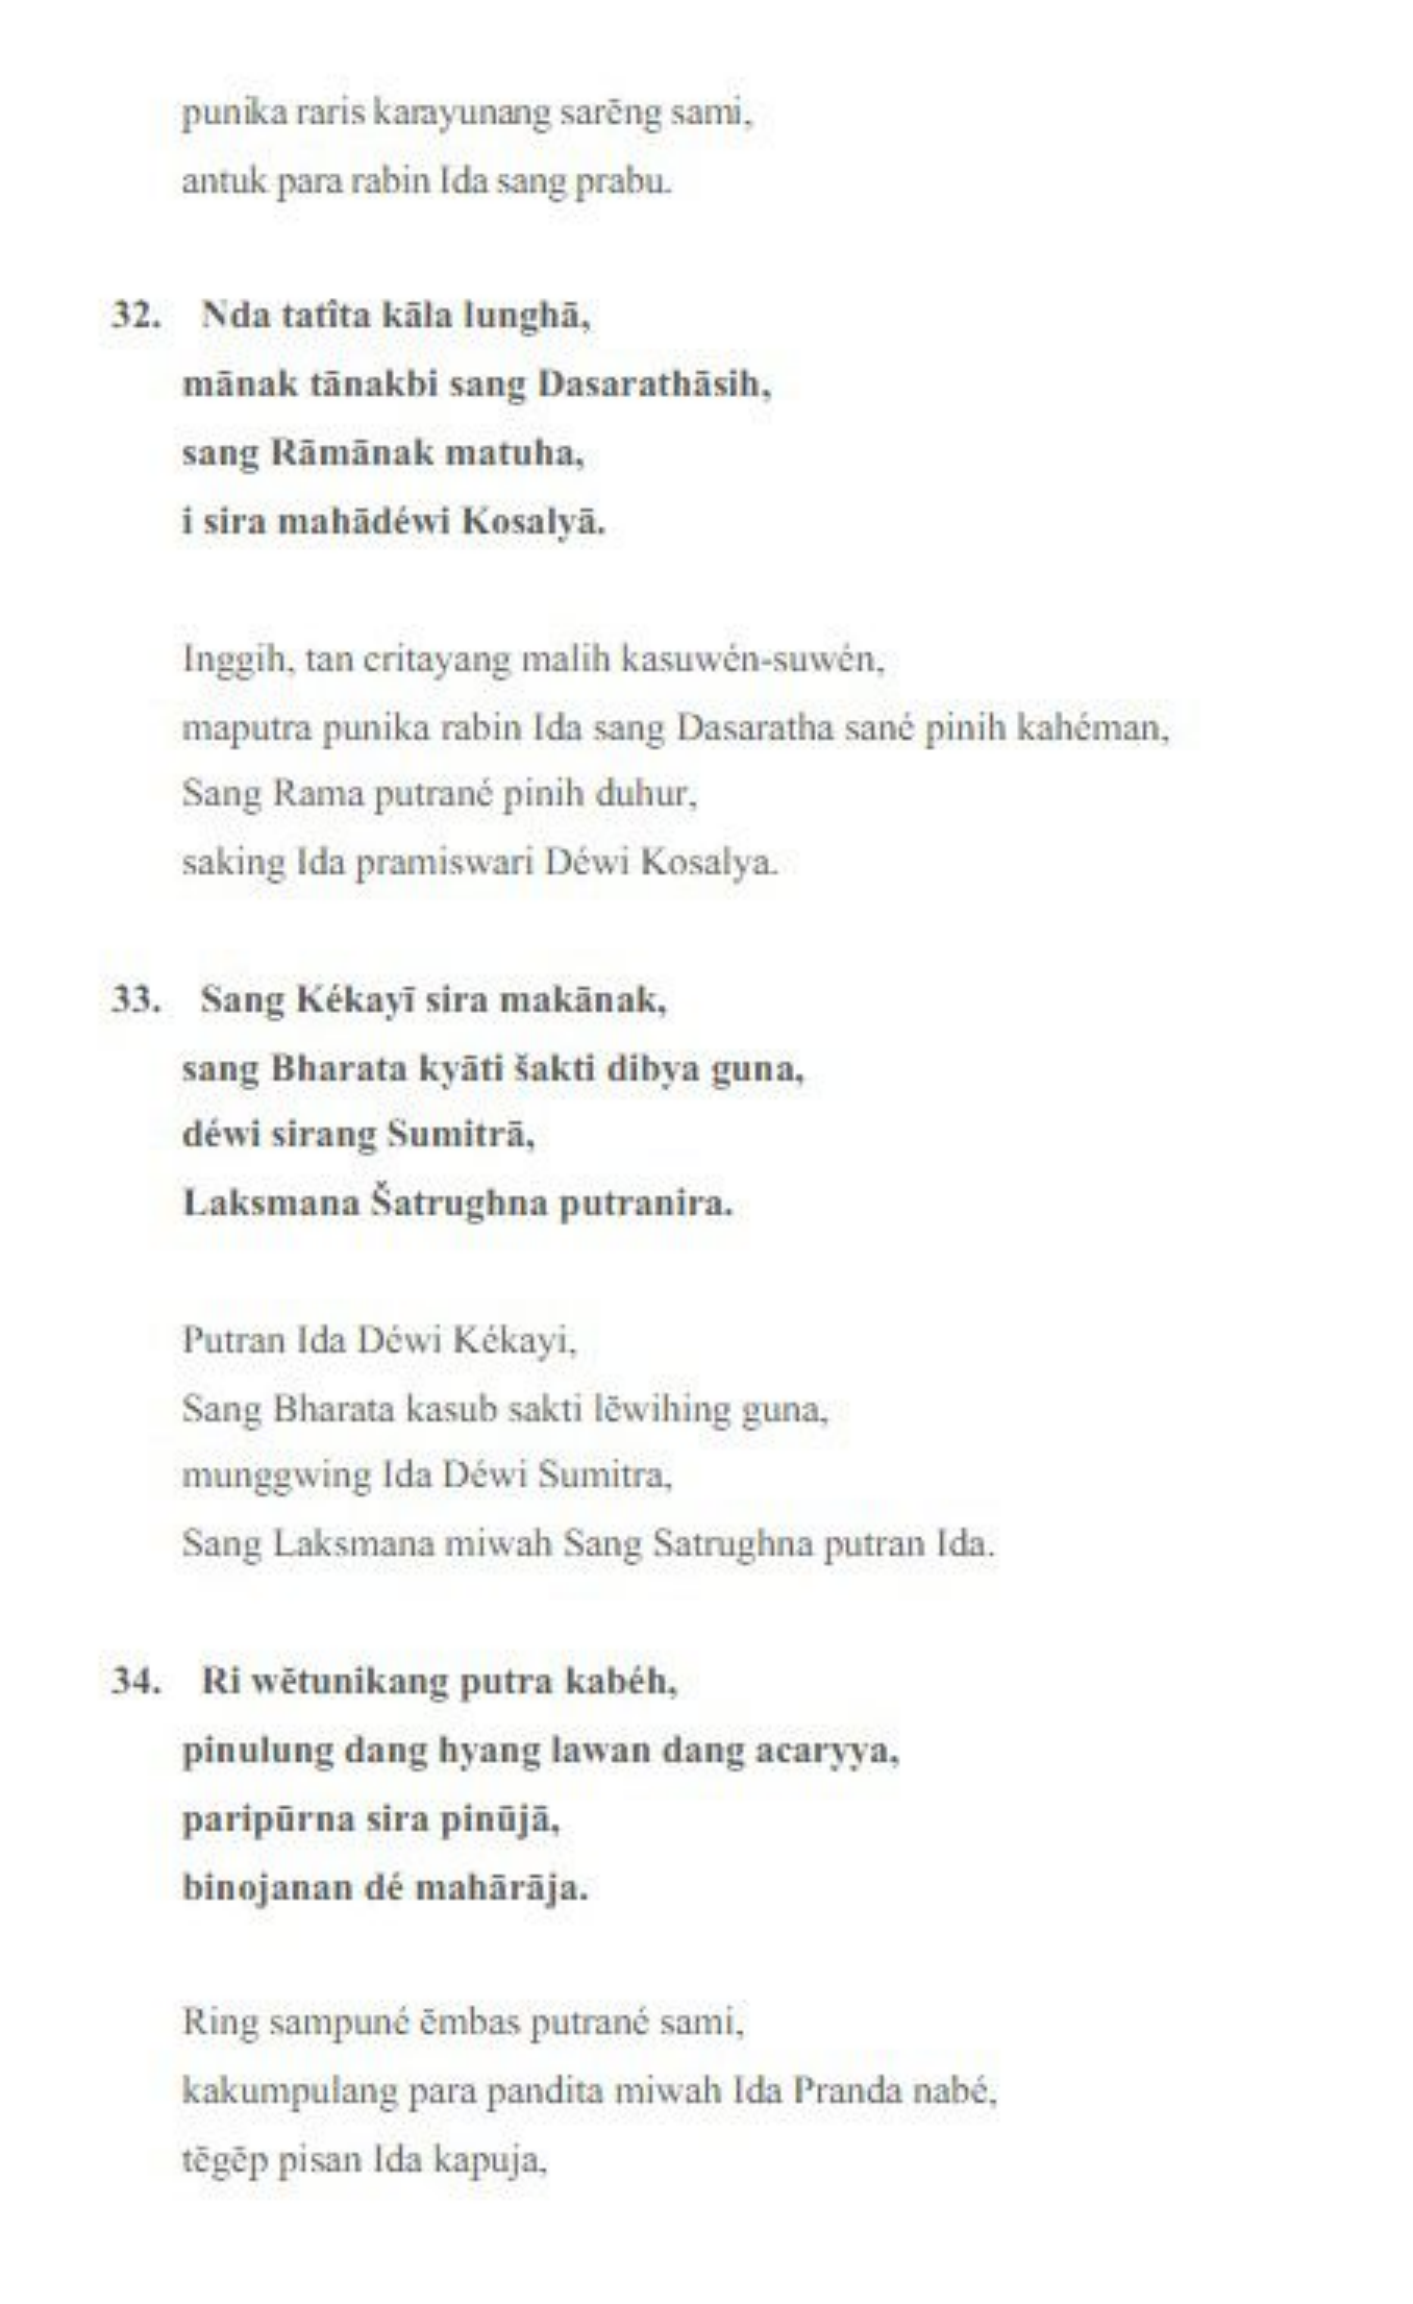 punika raris karayunang sarēng sami,
antuk para rabin Ida sang prabu.
32. Nda tatîta kāla lunghā,
mānak tānakbi sang Dasarathāsih,
sang Rāmānak matuha,
i sira mahādéwi Kosalyā.
Inggih, tan critayang malih kasuwén-suwén,
maputra punika rabin Ida sang Dasaratha sané pinih kahéman,
Sang Rama putrané pinih duhur,
saking Ida pramiswari Déwi Kosalya.
33. Sang Kékayī sira makānak,
sang Bharata kyāti šakti dibya guna,
déwi sirang Sumitrā,
Laksmana Šatrughna putranira.
Putran Ida Déwi Kékayi,
Sang Bharata kasub sakti lēwihing guna,
munggwing Ida Déwi Sumitra,
Sang Laksmana miwah Sang Satrughna putran Ida.
34. Ri wētunikang putra kabéh,
pinulung dang hyang lawan dang acaryya,
paripūrna sira pinūjā,
binojanan dé mahārāja.
Ring sampuné ēmbas putrané sami,
kakumpulang para pandita miwah Ida Pranda nabé,
tēgēp pisan Ida kapuja,